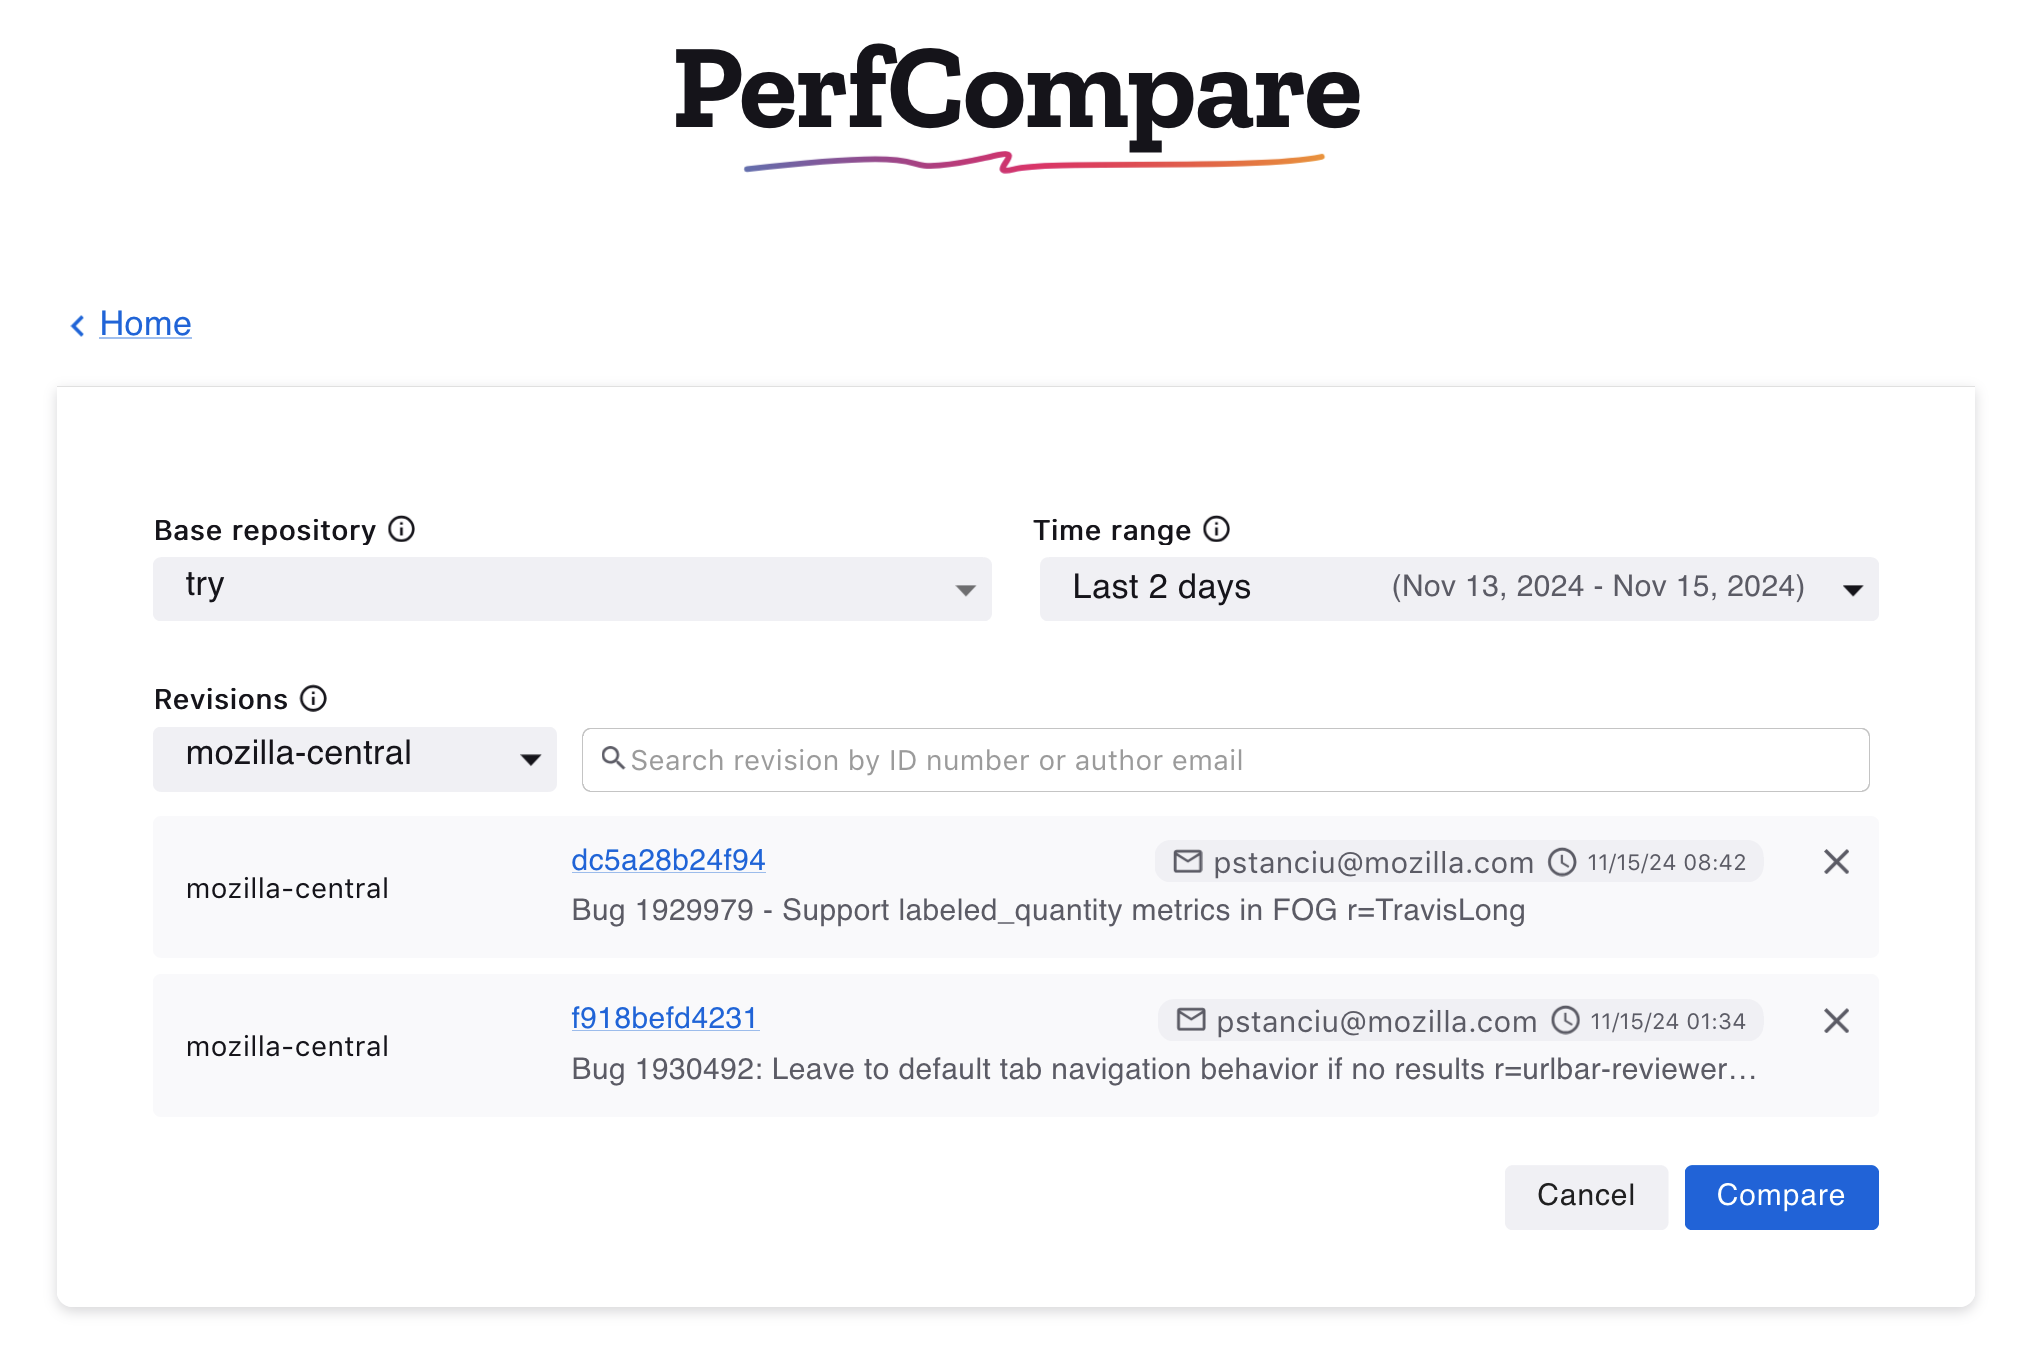 PerfCompare
Home
Base repository
Time range
try
Last 2 days (Nov 13, 2024 - Nov 15, 2024)
Revisions
mozilla-central
Search revision by ID number or author email
mozilla-central
dc5a28b24f94 pstanciu@mozilla.com 11/15/24 08:42
Bug 1929979 - Support labeled_quantity metrics in FOG r=TravisLong
mozilla-central
f918befd4231 pstanciu@mozilla.com 11/15/24 01:34
Bug 1930492: Leave to default tab navigation behavior if no results r=urlbar-reviewer…
Cancel
Compare